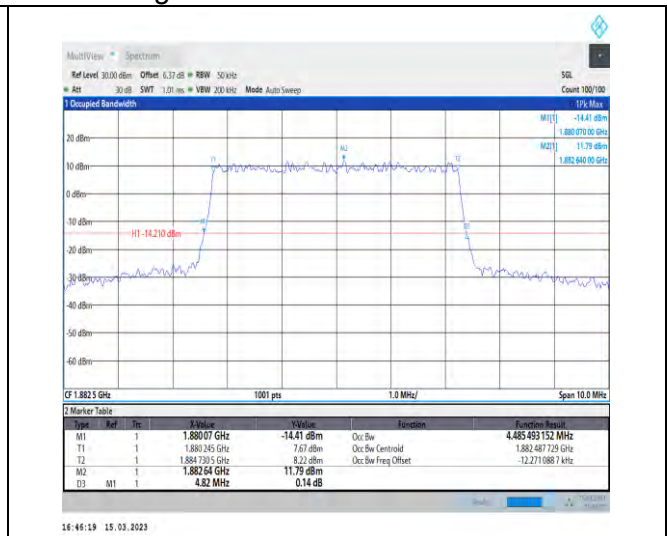 MultiView Spectrum
Ref Level 30.00 dBm Offset 6.37 dB RBW 50 kHz SGL
Att 30 dB SWT 1.01 ms VBW 200 kHz Mode Auto Sweep Count 100/100
1 Occupied Bandwidth 1Pk Max
M1[1] -14.41 dBm
1.880 070 00 GHz
M2[1] 11.79 dBm
1.882 640 00 GHz
20 dBm
M2
T1 T2
10 dBm
0 dBm
-10 dBm
M1
H1 -14.210 dBm
-20 dBm
-30 dBm
-40 dBm
-50 dBm
-60 dBm
CF 1.882 5 GHz 1001 pts 1.0 MHz/ Span 10.0 MHz
2 Marker Table
Type Ref Trc X-Value Y-Value Function Function Result
M1 1 1.880 07 GHz -14.41 dBm Occ Bw 4.485 493 152 MHz
T1 1 1.880 245 GHz 7.67 dBm Occ Bw Centroid 1.882 487 729 GHz
T2 1 1.884 730 5 GHz 8.22 dBm Occ Bw Freq Offset -12.271 088 7 kHz
M2 1 1.882 64 GHz 11.79 dBm
D3 M1 1 4.82 MHz 0.14 dB
16:46:19 15.03.2023